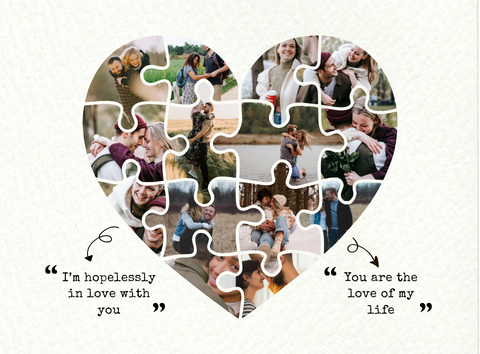 “ I'm hopelessly
in love with
you ”
“ You are the
love of my
life ”